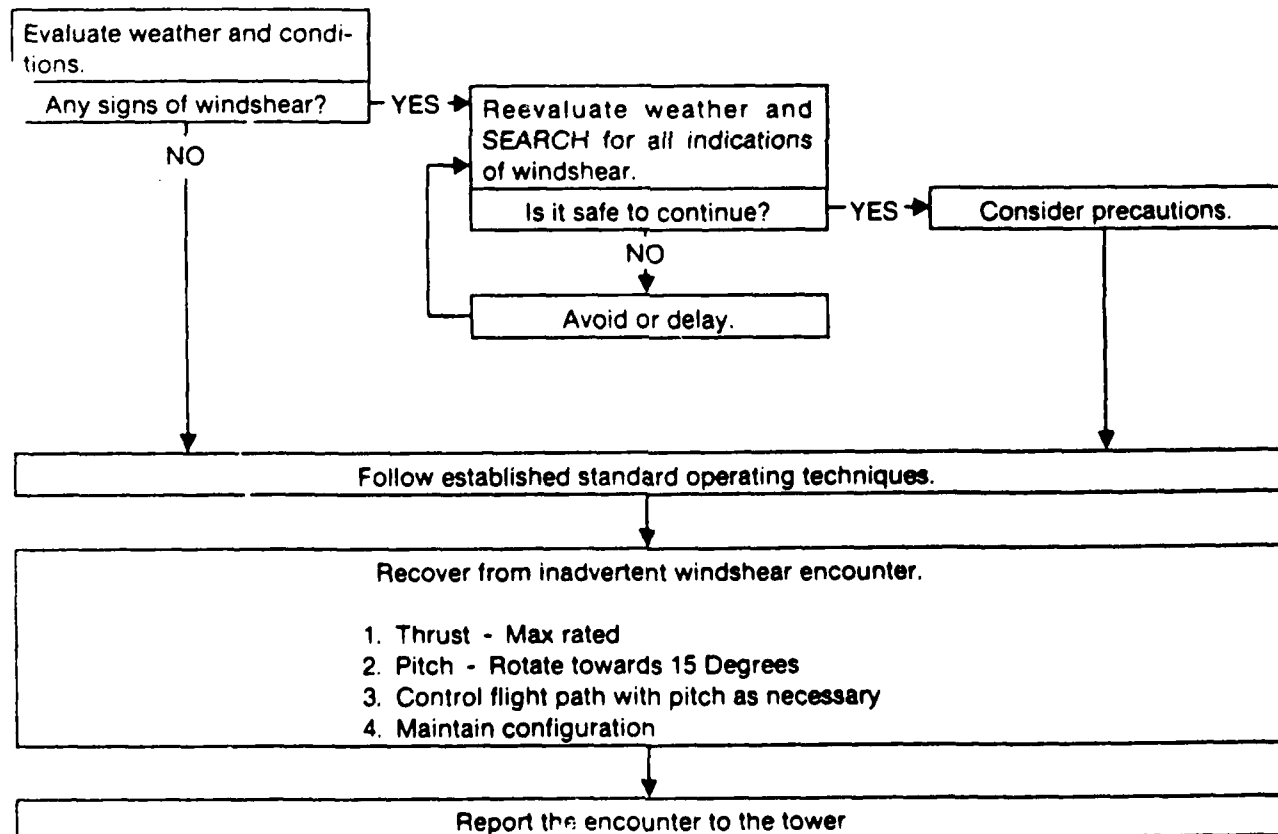 Evaluate weather and condi-
tions.
Any signs of windshear?
YES
NO
Reevaluate weather and
SEARCH for all indications
of windshear.
Is it safe to continue?
YES
NO
Consider precautions.
Avoid or delay.
Follow established standard operating techniques.
Recover from inadvertent windshear encounter.
1. Thrust - Max rated
2. Pitch - Rotate towards 15 Degrees
3. Control flight path with pitch as necessary
4. Maintain configuration
Report the encounter to the tower